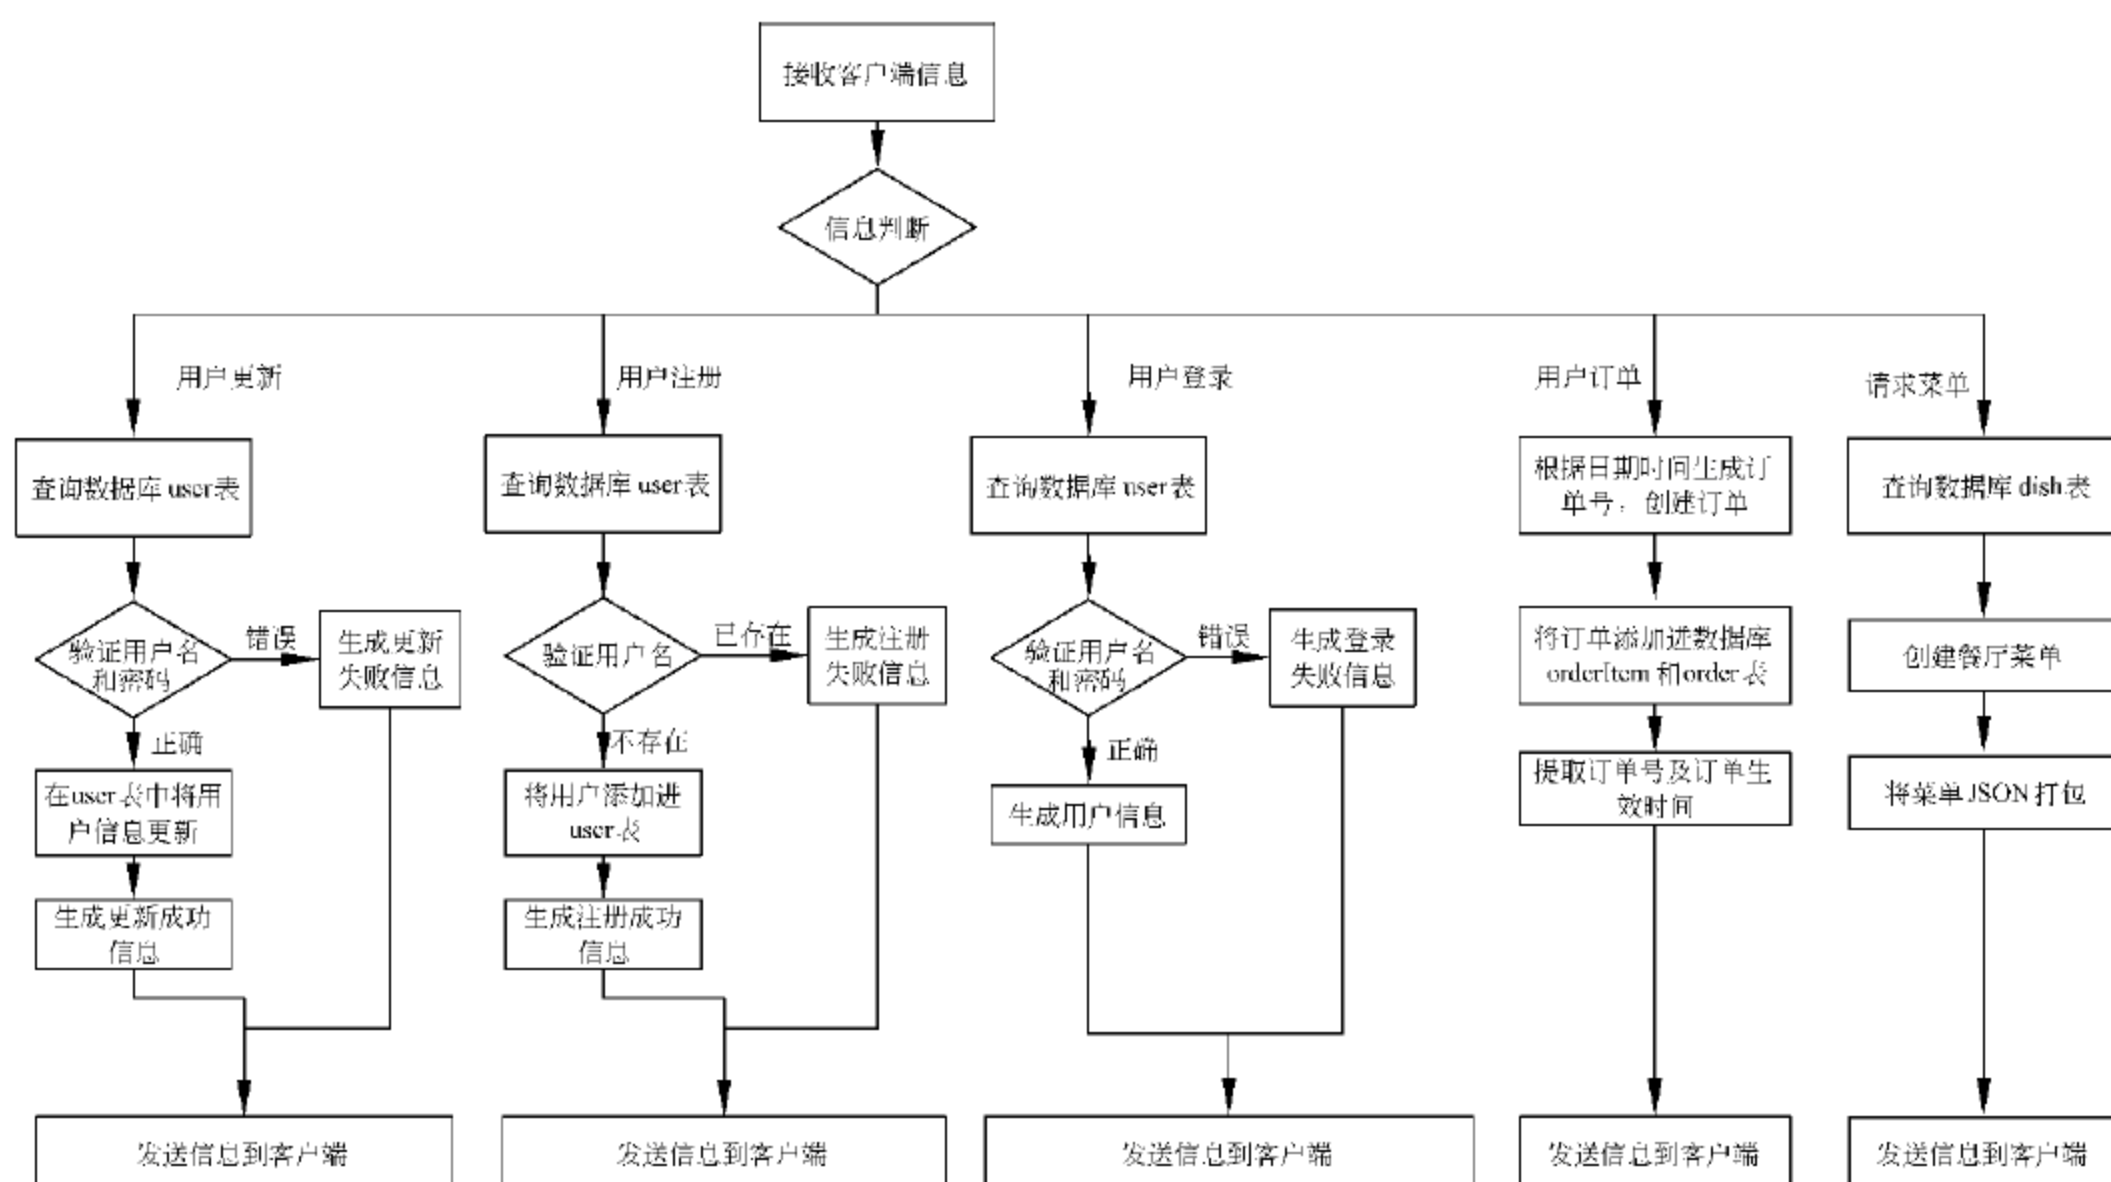 接收客户端信息
信息判断
用户更新
用户注册
用户登录
用户订单
请求菜单
查询数据库user表
查询数据库user表
查询数据库user表
根据日期时间生成订
单号，创建订单
查询数据库dish表
验证用户名
和密码
错误
生成更新
失败信息
验证用户名
已存在
生成注册
失败信息
验证用户名
和密码
错误
生成登录
失败信息
将订单添加进数据库
orderItem和order表
创建餐厅菜单
正确
不存在
正确
在user表中将用
户信息更新
将用户添加进
user表
生成用户信息
提取订单号及订单生
效时间
将菜单JSON打包
生成更新成功
信息
生成注册成功
信息
发送信息到客户端
发送信息到客户端
发送信息到客户端
发送信息到客户端
发送信息到客户端